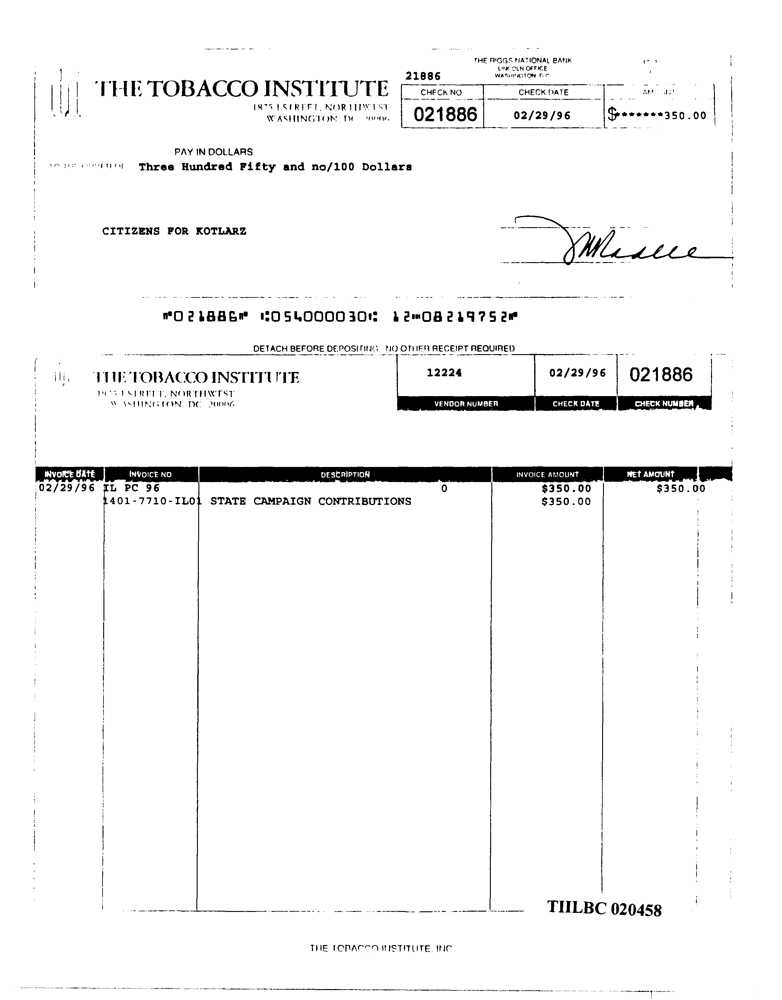 THE RIGGS NATIONAL BANK
LINCOLN OFFICE
WASHINGTON D.C.
21886
THE TOBACCO INSTITUTE
1875 I STREET, NORTHWEST
WASHINGTON, DC 20006
CHECK NO
CHECK DATE
AMOUNT
021886
02/29/96
$*******350.00
PAY IN DOLLARS
TO THE ORDER OF
Three Hundred Fifty and no/100 Dollars
CITIZENS FOR KOTLARZ
⑈021886⑈ ⑆054000030⑆ 12⑉08219752⑈
DETACH BEFORE DEPOSITING NO OTHER RECEIPT REQUIRED
THE TOBACCO INSTITUTE
1875 I STREET, NORTHWEST
WASHINGTON, DC 20006
12224
02/29/96
021886
VENDOR NUMBER
CHECK DATE
CHECK NUMBER
INVOICE DATE INVOICE NO DESCRIPTION INVOICE AMOUNT NET AMOUNT
02/29/96 IL PC 96 0 $350.00 $350.00
1401-7710-IL01 STATE CAMPAIGN CONTRIBUTIONS $350.00
TIILBC 020458
THE TOBACCO INSTITUTE, INC